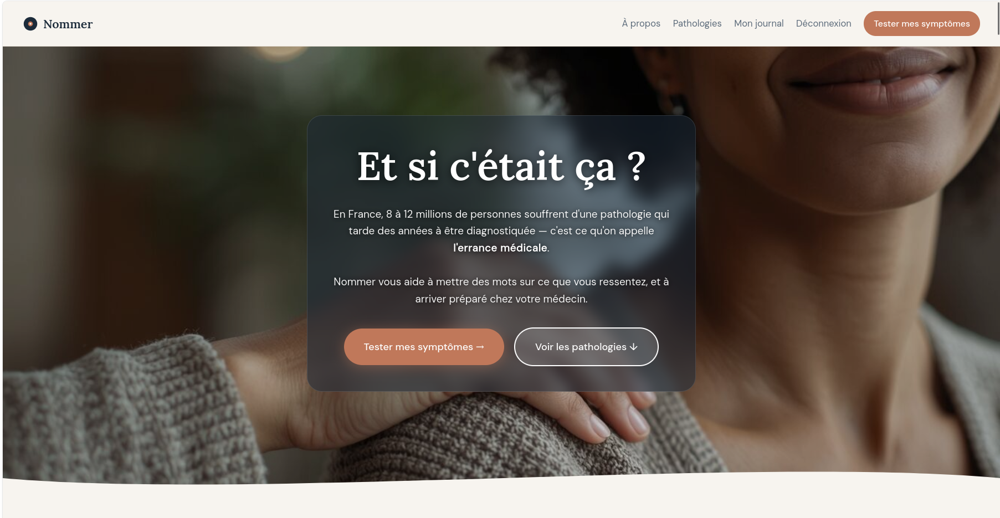 Nommer
À propos
Pathologies
Mon journal
Déconnexion
Tester mes symptômes
Et si c'était ça ?
En France, 8 à 12 millions de personnes souffrent d'une pathologie qui
tarde des années à être diagnostiquée — c'est ce qu'on appelle
l'errance médicale.
Nommer vous aide à mettre des mots sur ce que vous ressentez, et à
arriver préparé chez votre médecin.
Tester mes symptômes →
Voir les pathologies ↓